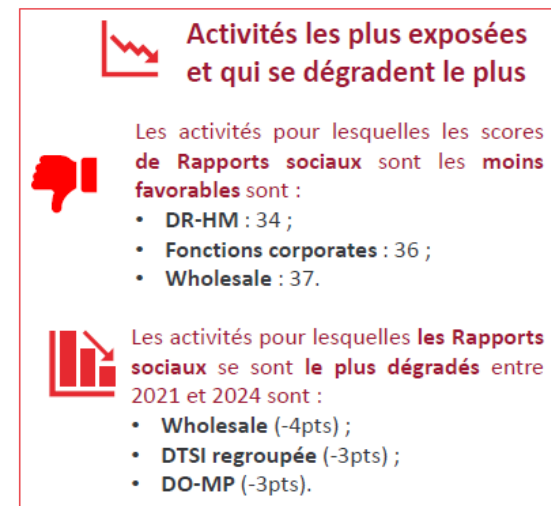 Activités les plus exposées
et qui se dégradent le plus
Les activités pour lesquelles les scores
de Rapports sociaux sont les moins
favorables sont :
• DR-HM : 34 ;
• Fonctions corporates : 36 ;
• Wholesale : 37.
Les activités pour lesquelles les Rapports
sociaux se sont le plus dégradés entre
2021 et 2024 sont :
• Wholesale (-4pts) ;
• DTSI regroupée (-3pts) ;
• DO-MP (-3pts).